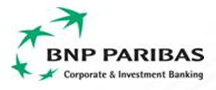 BNP PARIBAS
Corporate & Investment Banking